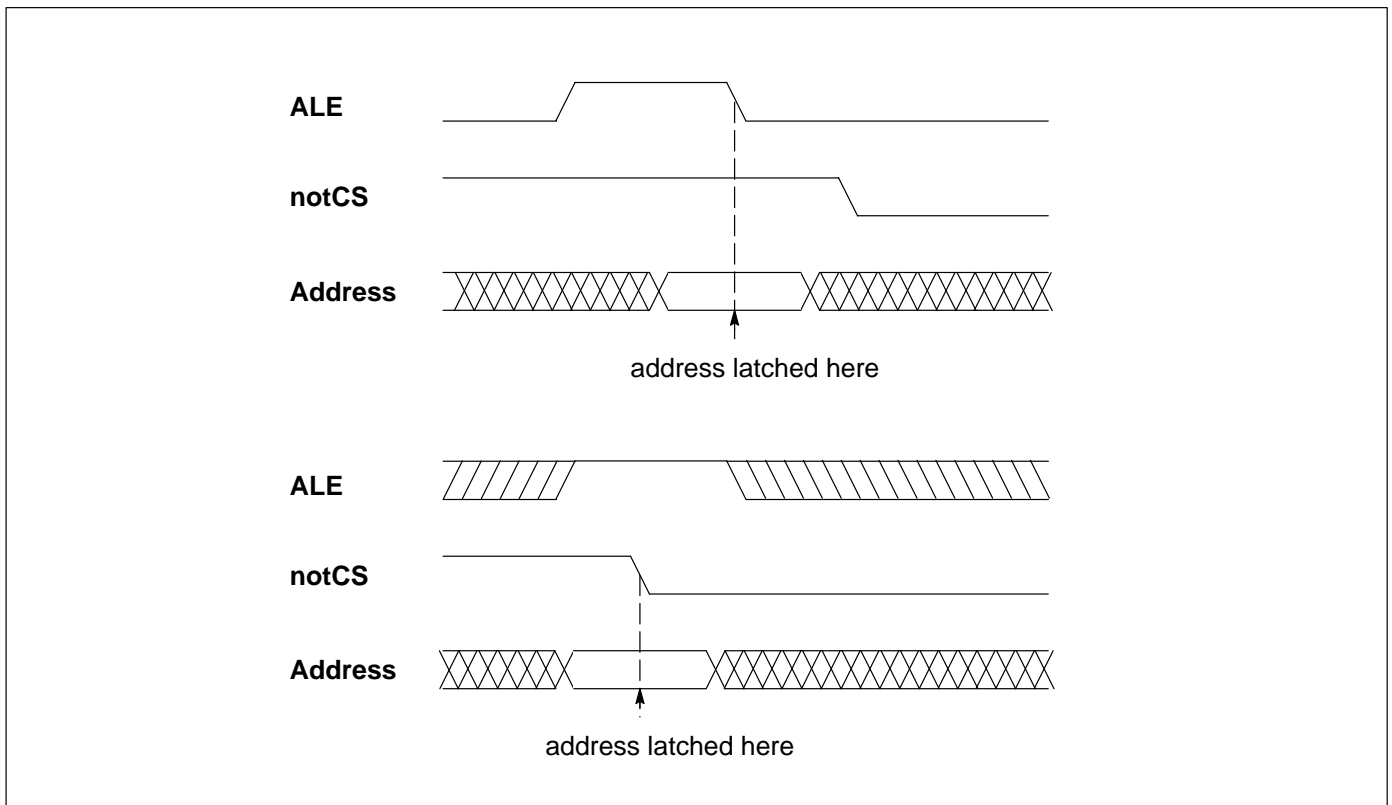 ALE
notCS
Address
address latched here
ALE
notCS
Address
address latched here